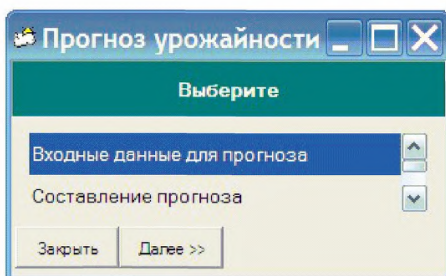 Прогноз урожайности
Выберите
Входные данные для прогноза
Составление прогноза
Закрыть Далее >>